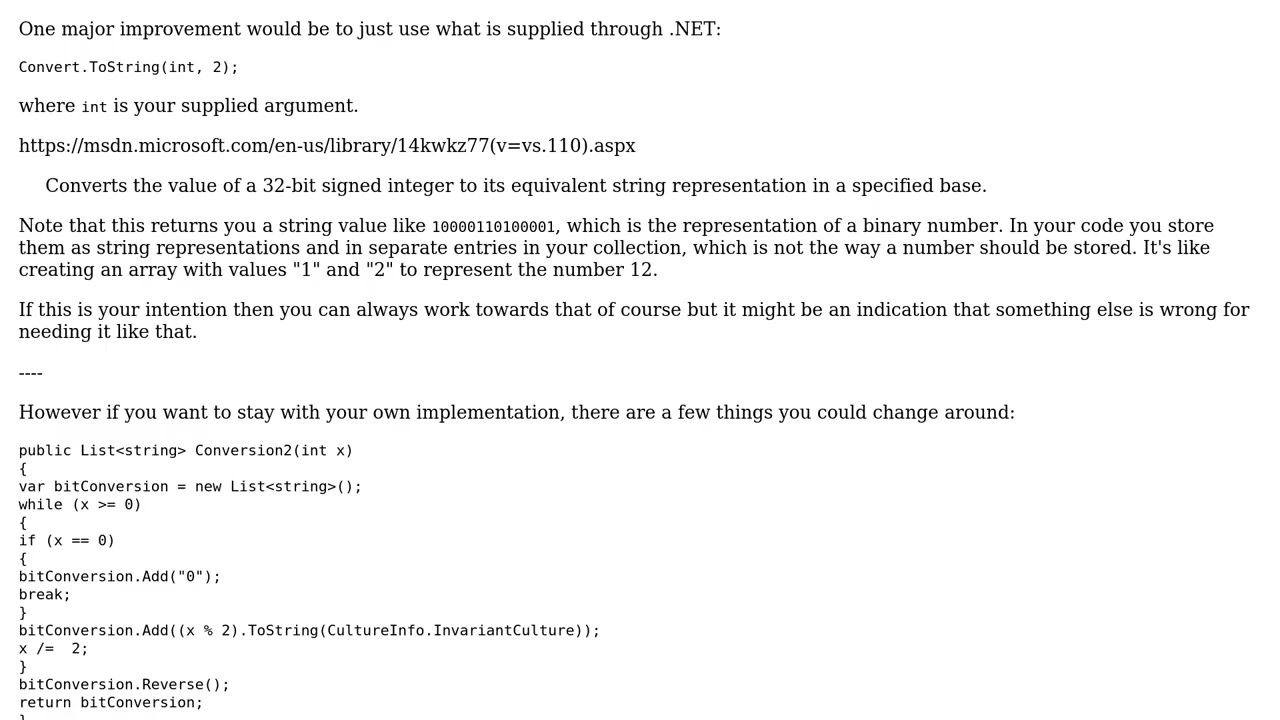 One major improvement would be to just use what is supplied through .NET:
Convert.ToString(int, 2);
where int is your supplied argument.
https://msdn.microsoft.com/en-us/library/14kwkz77(v=vs.110).aspx
Converts the value of a 32-bit signed integer to its equivalent string representation in a specified base.
Note that this returns you a string value like 10000110100001, which is the representation of a binary number. In your code you store
them as string representations and in separate entries in your collection, which is not the way a number should be stored. It's like
creating an array with values "1" and "2" to represent the number 12.
If this is your intention then you can always work towards that of course but it might be an indication that something else is wrong for
needing it like that.
----
However if you want to stay with your own implementation, there are a few things you could change around:
public List<string> Conversion2(int x)
{
var bitConversion = new List<string>();
while (x >= 0)
{
if (x == 0)
{
bitConversion.Add("0");
break;
}
bitConversion.Add((x % 2).ToString(CultureInfo.InvariantCulture));
x /=  2;
}
bitConversion.Reverse();
return bitConversion;
}